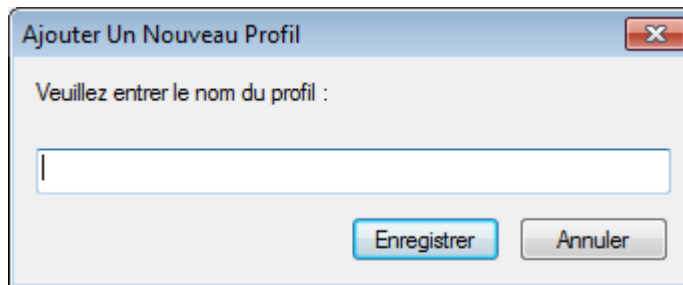 Ajouter Un Nouveau Profil
Veuillez entrer le nom du profil :
Enregistrer Annuler